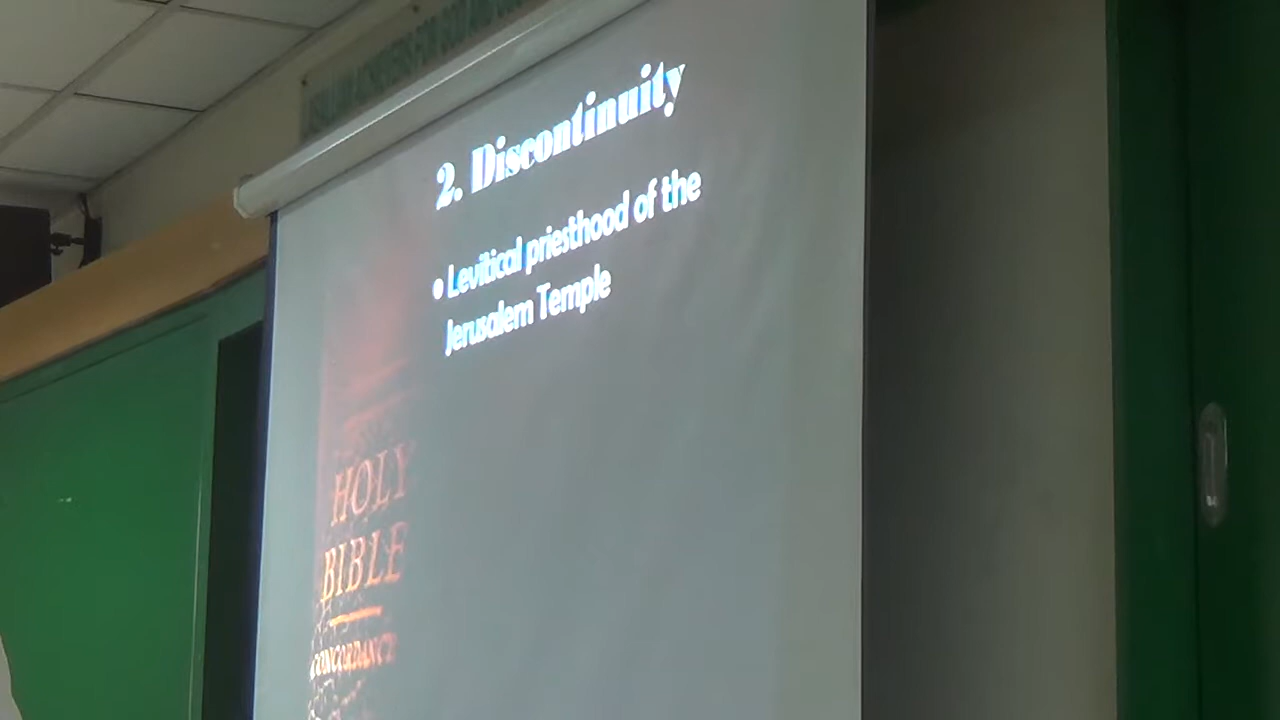 2. Discontinuity
• Levitical priesthood of the
Jerusalem Temple
HOLY
BIBLE
CONCORDANCE